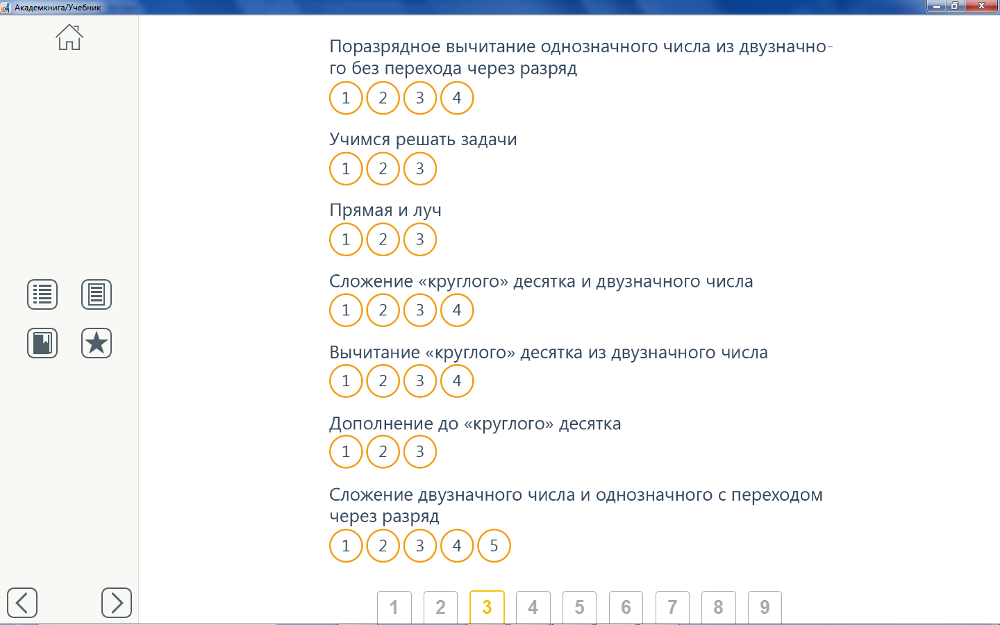 Академкнига/Учебник
Поразрядное вычитание однозначного числа из двузначно-
го без перехода через разряд
1 2 3 4
Учимся решать задачи
1 2 3
Прямая и луч
1 2 3
Сложение «круглого» десятка и двузначного числа
1 2 3 4
Вычитание «круглого» десятка из двузначного числа
1 2 3 4
Дополнение до «круглого» десятка
1 2 3
Сложение двузначного числа и однозначного с переходом
через разряд
1 2 3 4 5
1 2 3 4 5 6 7 8 9